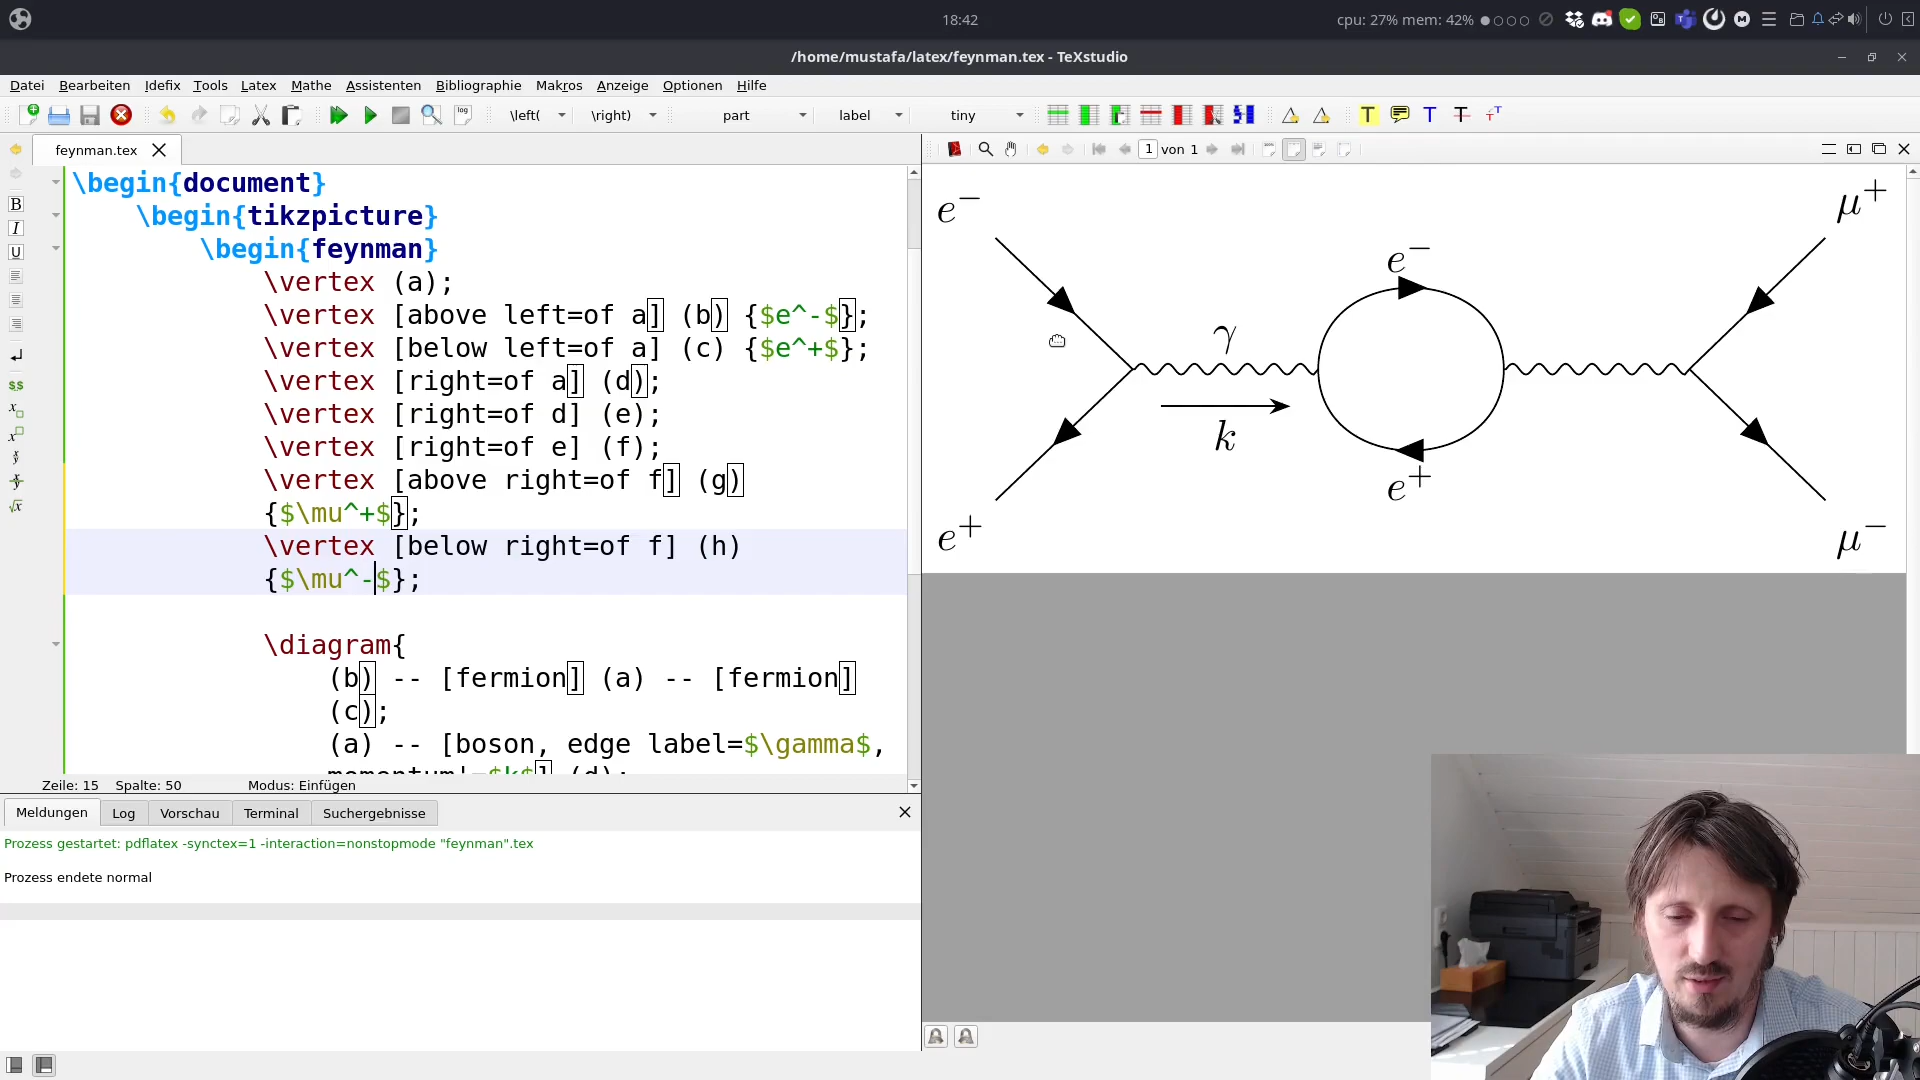 18:42
cpu: 27% mem: 42%
/home/mustafa/latex/feynman.tex - TeXstudio
Datei Bearbeiten Idefix Tools Latex Mathe Assistenten Bibliographie Makros Anzeige Optionen Hilfe
\left( \right) part label tiny
feynman.tex
1 von 1
\begin{document}
\begin{tikzpicture}
\begin{feynman}
\vertex (a);
\vertex [above left=of a] (b) {$e^-$};
\vertex [below left=of a] (c) {$e^+$};
\vertex [right=of a] (d);
\vertex [right=of d] (e);
\vertex [right=of e] (f);
\vertex [above right=of f] (g)
{$\mu^+$};
\vertex [below right=of f] (h)
{$\mu^-$};
\diagram{
(b) -- [fermion] (a) -- [fermion]
(c);
(a) -- [boson, edge label=$\gamma$,
momentum'=$k$] (d);
Zeile: 15 Spalte: 50 Modus: Einfügen
Meldungen Log Vorschau Terminal Suchergebnisse
Prozess gestartet: pdflatex -synctex=1 -interaction=nonstopmode "feynman".tex
Prozess endete normal
e⁻ μ⁺
e⁻
γ
k
e⁺
e⁺ μ⁻